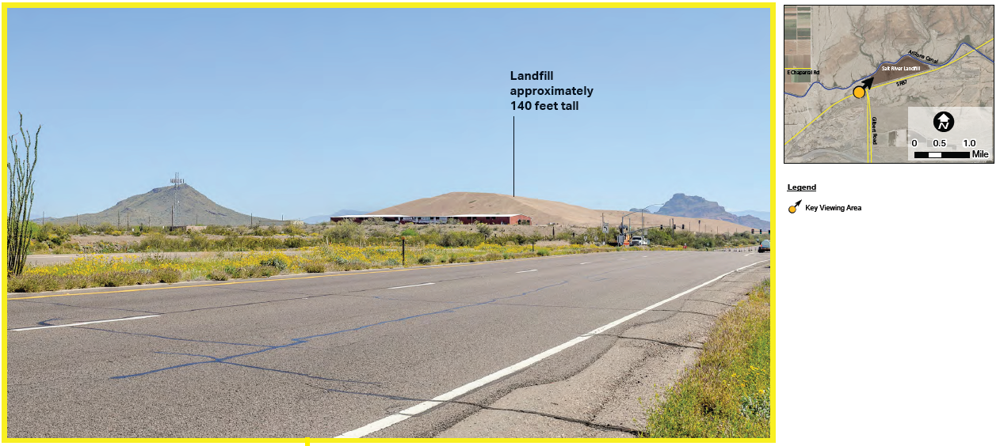 Landfill
approximately
140 feet tall
Arizona Canal
E Chaparral Rd
Salt River Landfill
SR87
Gilbert Road
N
0 0.5 1.0
Mile
Legend
Key Viewing Area